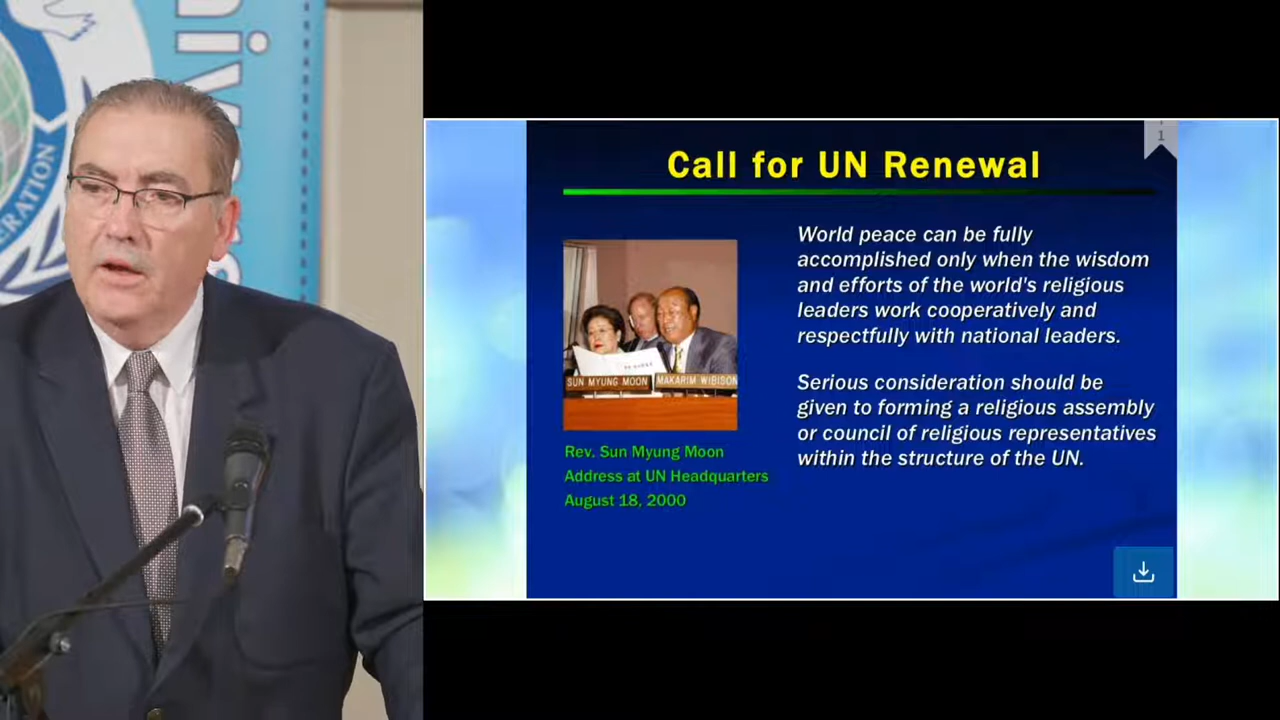 ERATION
1
Call for UN Renewal
World peace can be fully
accomplished only when the wisdom
and efforts of the world's religious
leaders work cooperatively and
respectfully with national leaders.
Serious consideration should be
given to forming a religious assembly
or council of religious representatives
within the structure of the UN.
SUN MYUNG MOON
MAKARIM WIBISON
Rev. Sun Myung Moon
Address at UN Headquarters
August 18, 2000